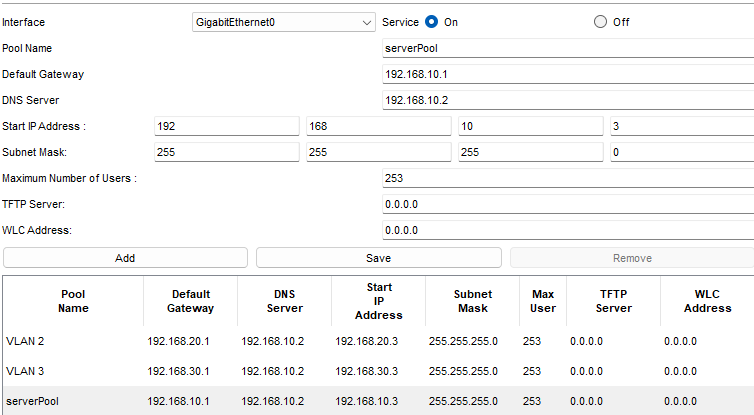 Interface GigabitEthernet0 Service On Off
Pool Name serverPool
Default Gateway 192.168.10.1
DNS Server 192.168.10.2
Start IP Address : 192 168 10 3
Subnet Mask: 255 255 255 0
Maximum Number of Users : 253
TFTP Server: 0.0.0.0
WLC Address: 0.0.0.0
Add Save Remove
Pool Name Default Gateway DNS Server Start IP Address Subnet Mask Max User TFTP Server WLC Address
VLAN 2 192.168.20.1 192.168.10.2 192.168.20.3 255.255.255.0 253 0.0.0.0 0.0.0.0
VLAN 3 192.168.30.1 192.168.10.2 192.168.30.3 255.255.255.0 253 0.0.0.0 0.0.0.0
serverPool 192.168.10.1 192.168.10.2 192.168.10.3 255.255.255.0 253 0.0.0.0 0.0.0.0